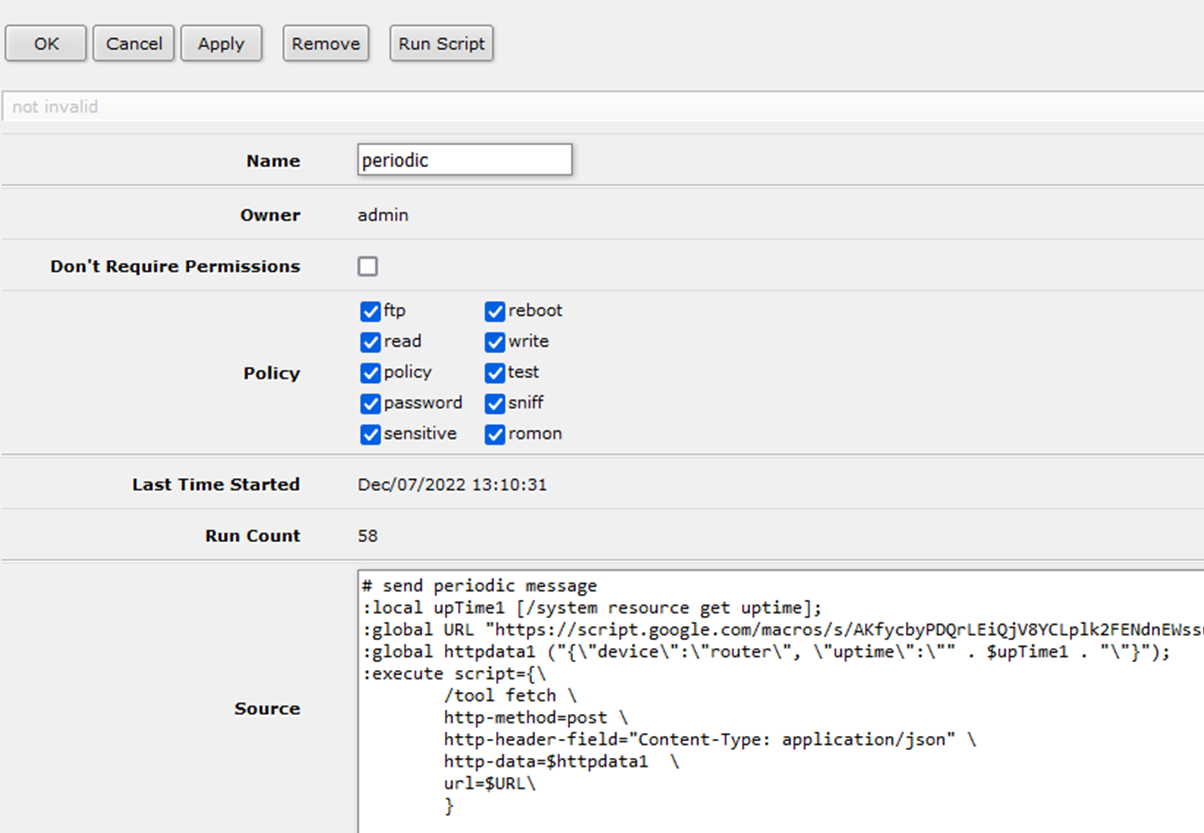 OK Cancel Apply Remove Run Script
not invalid
Name periodic
Owner admin
Don't Require Permissions
Policy
ftp reboot
read write
policy test
password sniff
sensitive romon
Last Time Started Dec/07/2022 13:10:31
Run Count 58
Source
# send periodic message
:local upTime1 [/system resource get uptime];
:global URL "https://script.google.com/macros/s/AKfycbyPDQrLEiQjV8YCLplk2FENdnEWss
:global httpdata1 ("{\"device\":\"router\", \"uptime\":\"" . $upTime1 . "\"}");
:execute script={\
/tool fetch \
http-method=post \
http-header-field="Content-Type: application/json" \
http-data=$httpdata1  \
url=$URL\
}